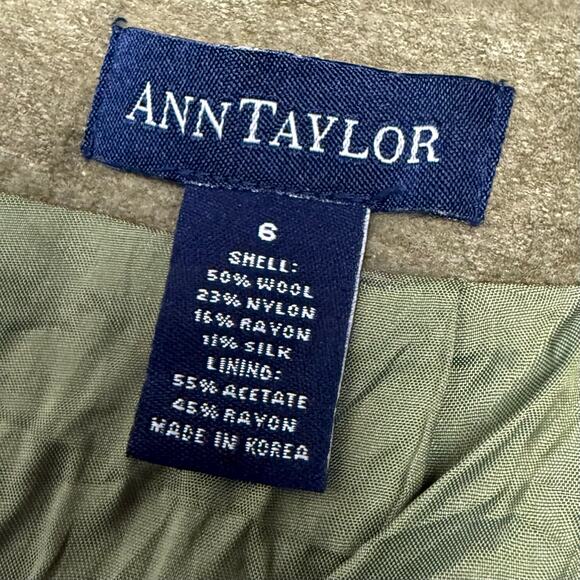 ANN TAYLOR
6
SHELL:
50% WOOL
23% NYLON
16% RAYON
11% SILK
LINING:
55% ACETATE
45% RAYON
MADE IN KOREA